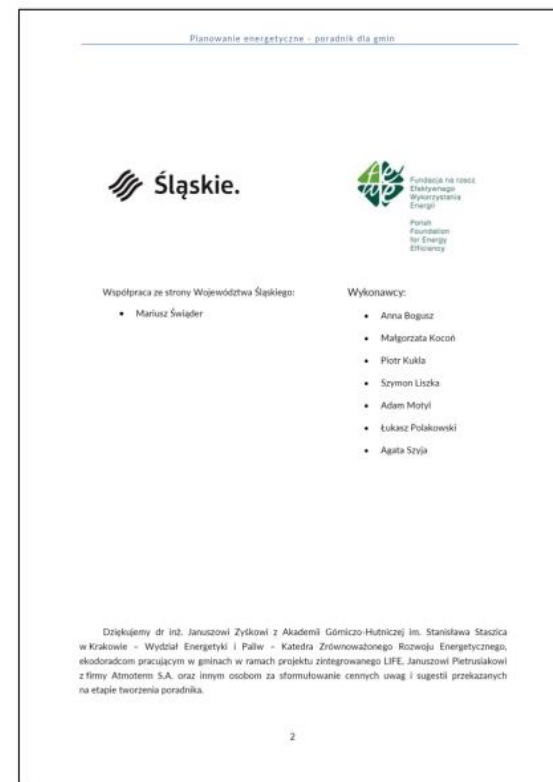 Planowanie energetyczne - poradnik dla gmin
Śląskie.
Fundacja na rzecz
Efektywnego
Wykorzystania
Energii
Polish
Foundation
for Energy
Efficiency
Współpraca ze strony Województwa Śląskiego:
• Mariusz Świąder
Wykonawcy:
• Anna Bogusz
• Małgorzata Kocoń
• Piotr Kukla
• Szymon Liszka
• Adam Motyl
• Łukasz Polakowski
• Agata Szyja
Dziękujemy dr inż. Januszowi Zyśkowi z Akademii Górniczo-Hutniczej im. Stanisława Staszica
w Krakowie – Wydział Energetyki i Paliw – Katedra Zrównoważonego Rozwoju Energetycznego,
ekodoradcom pracującym w gminach w ramach projektu zintegrowanego LIFE, Januszowi Pietrusiakowi
z firmy Atmoterm S.A. oraz innym osobom za sformułowanie cennych uwag i sugestii przekazanych
na etapie tworzenia poradnika.
2